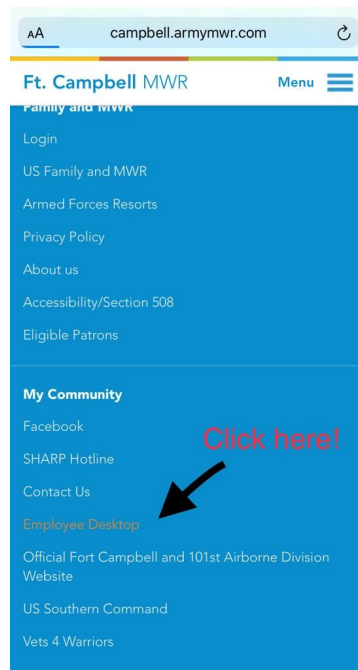 AA campbell.armymwr.com
Ft. Campbell MWR Menu
Family and MWR
Login
US Family and MWR
Armed Forces Resorts
Privacy Policy
About us
Accessibility/Section 508
Eligible Patrons
My Community
Facebook
Click here!
SHARP Hotline
Contact Us
Employee Desktop
Official Fort Campbell and 101st Airborne Division
Website
US Southern Command
Vets 4 Warriors